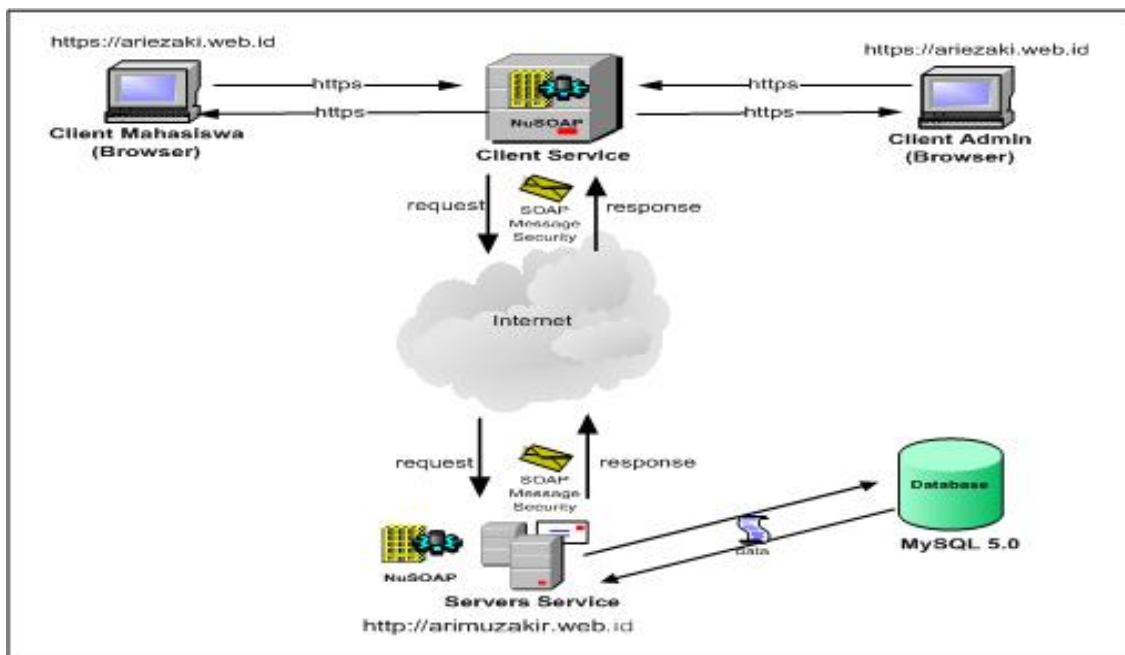 https://ariezaki.web.id
https://ariezaki.web.id
https
https
https
https
NuSOAP
Client Mahasiswa
(Browser)
Client Service
Client Admin
(Browser)
request
SOAP
Message
Security
response
Internet
request
SOAP
Message
Security
response
Database
data
MySQL 5.0
NuSOAP
Servers Service
http://arimuzakir.web.id